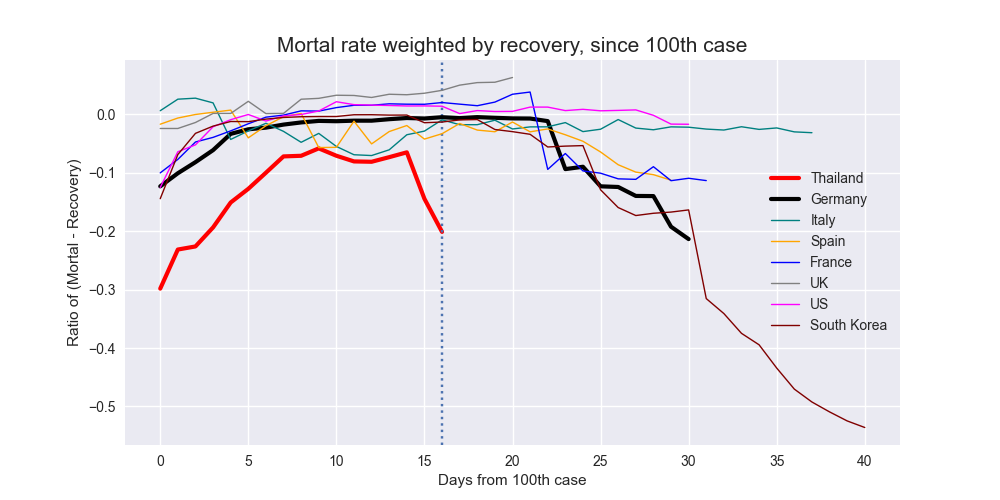 Mortal rate weighted by recovery, since 100th case
Ratio of (Mortal - Recovery)
0.0
−0.1
−0.2
−0.3
−0.4
−0.5
Thailand
Germany
Italy
Spain
France
UK
US
South Korea
0 5 10 15 20 25 30 35 40
Days from 100th case